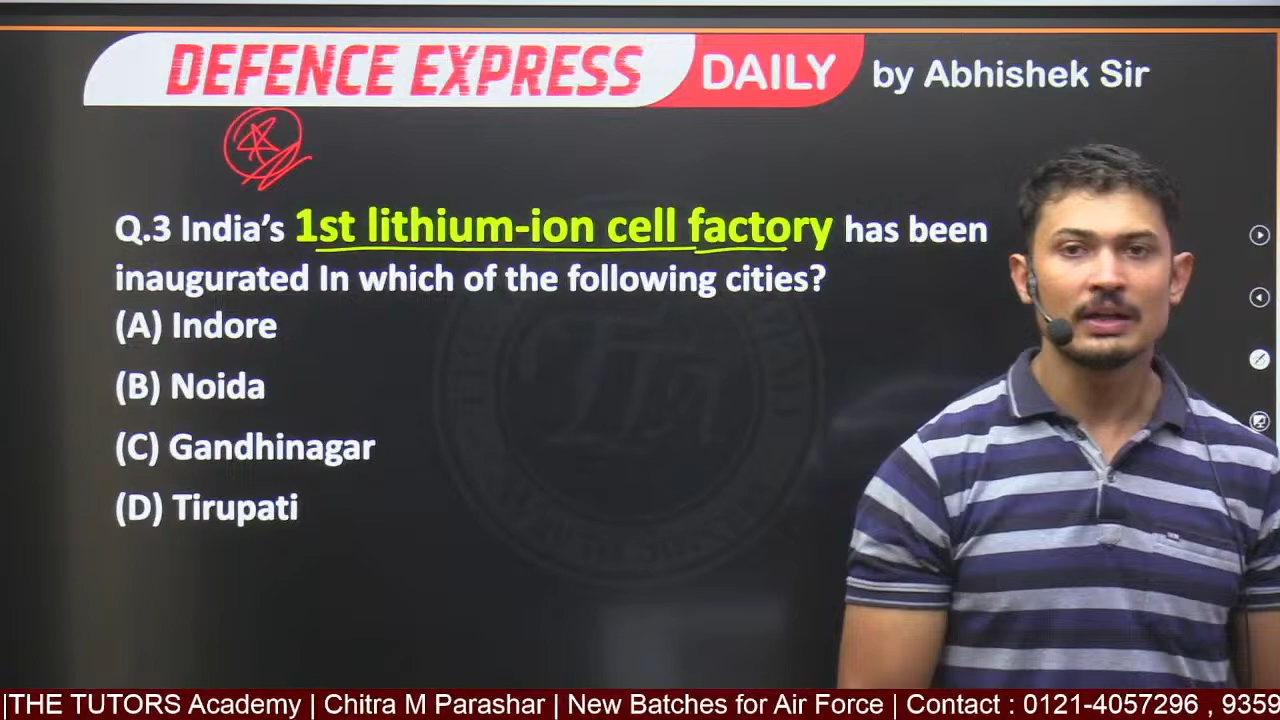 DEFENCE EXPRESS DAILY by Abhishek Sir
Q.3 India's 1st lithium-ion cell factory has been
inaugurated In which of the following cities?
(A) Indore
(B) Noida
(C) Gandhinagar
(D) Tirupati
|THE TUTORS Academy | Chitra M Parashar | New Batches for Air Force | Contact : 0121-4057296 , 9359